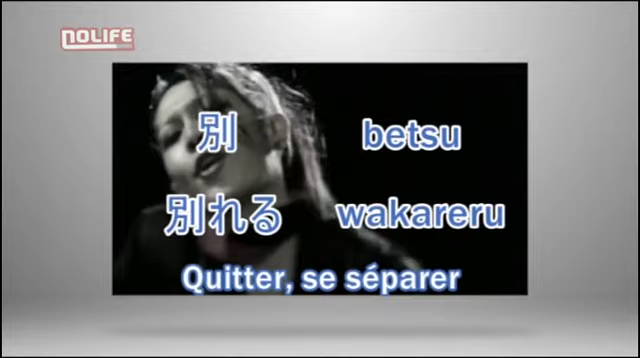 NOLIFE
別 betsu
別れる wakareru
Quitter, se séparer